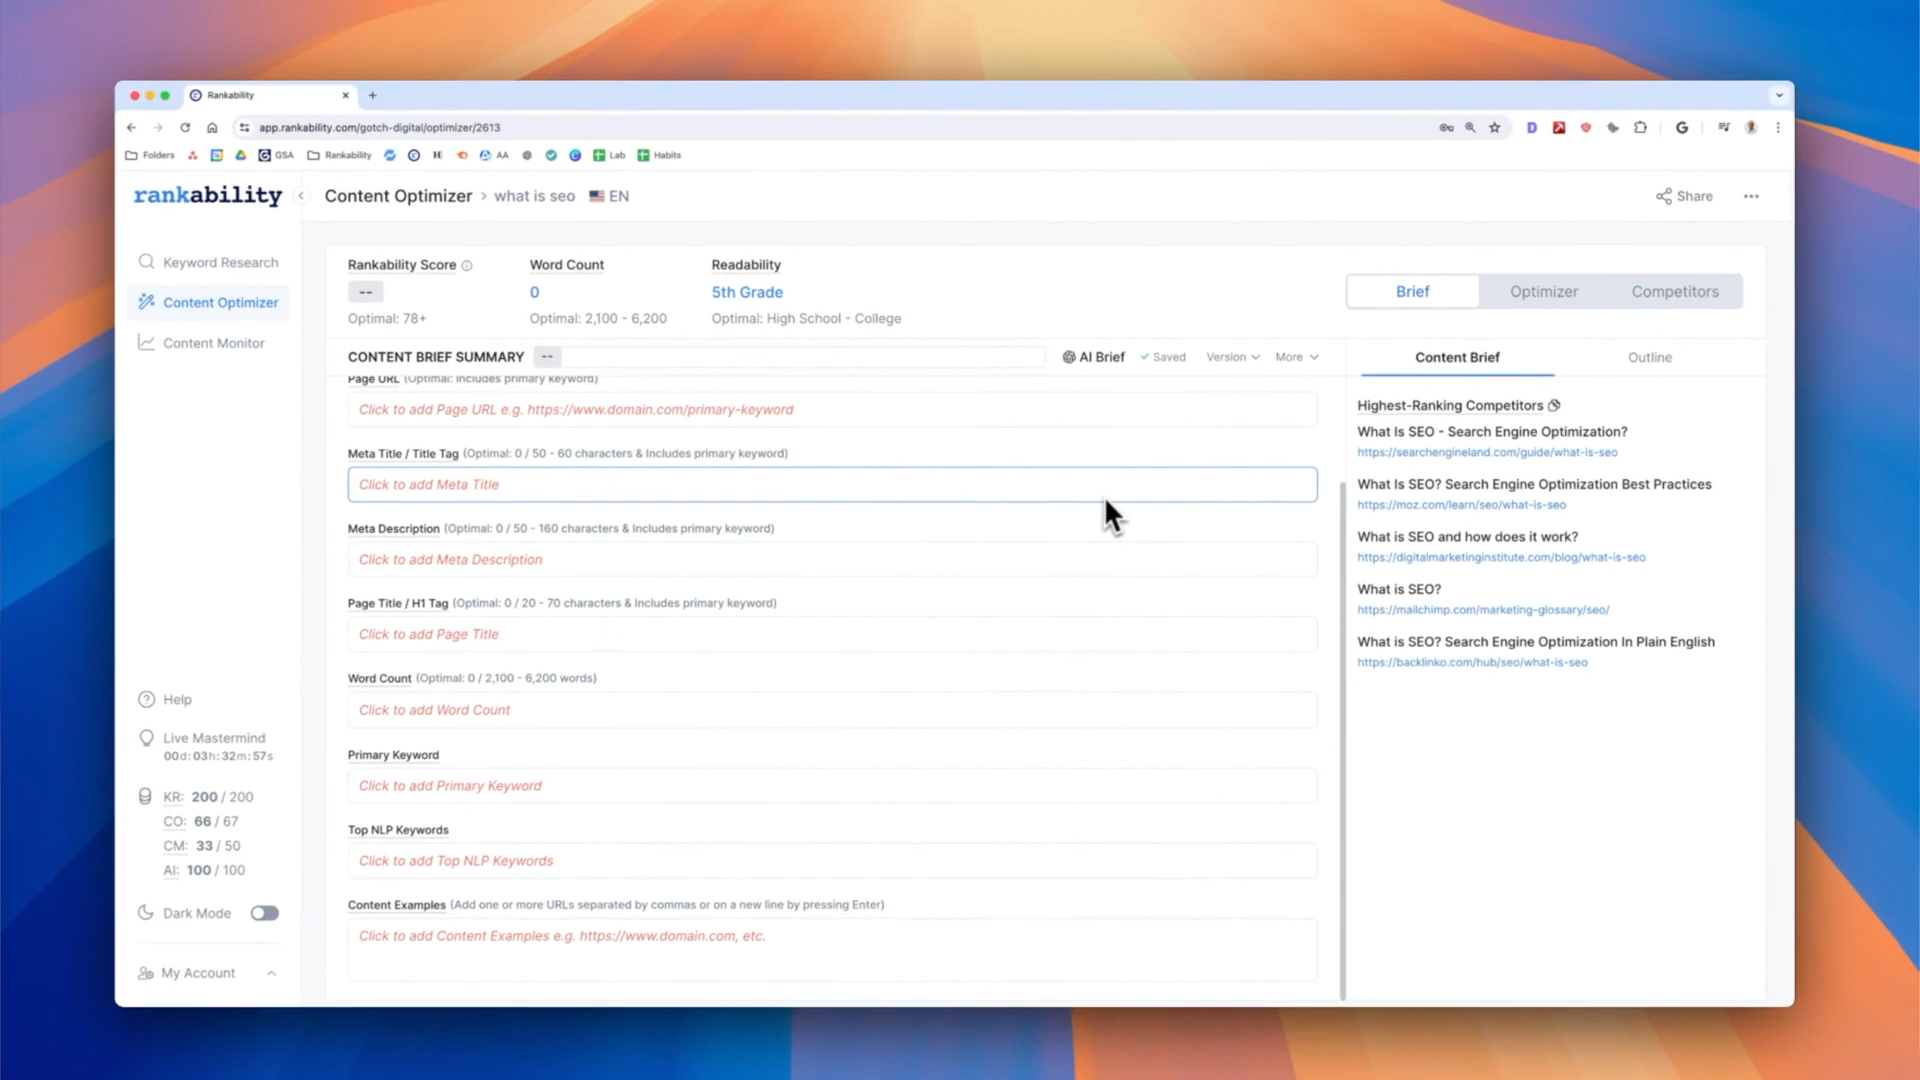 Rankability
app.rankability.com/gotch-digital/optimizer/2613
Folders
GSA
Rankability
AA
Lab
Habits
rankability
Content Optimizer > what is seo EN
Share
Keyword Research
Content Optimizer
Content Monitor
Rankability Score
Word Count
Readability
--
0
5th Grade
Optimal: 78+
Optimal: 2,100 - 6,200
Optimal: High School - College
Brief
Optimizer
Competitors
CONTENT BRIEF SUMMARY
--
AI Brief
Saved
Version
More
Content Brief
Outline
Page URL (Optimal: Includes primary keyword)
Click to add Page URL e.g. https://www.domain.com/primary-keyword
Meta Title / Title Tag (Optimal: 0 / 50 - 60 characters & Includes primary keyword)
Click to add Meta Title
Meta Description (Optimal: 0 / 50 - 160 characters & Includes primary keyword)
Click to add Meta Description
Page Title / H1 Tag (Optimal: 0 / 20 - 70 characters & Includes primary keyword)
Click to add Page Title
Word Count (Optimal: 0 / 2,100 - 6,200 words)
Click to add Word Count
Primary Keyword
Click to add Primary Keyword
Top NLP Keywords
Click to add Top NLP Keywords
Content Examples (Add one or more URLs separated by commas or on a new line by pressing Enter)
Click to add Content Examples e.g. https://www.domain.com, etc.
Highest-Ranking Competitors
What Is SEO - Search Engine Optimization?
https://searchengineland.com/guide/what-is-seo
What Is SEO? Search Engine Optimization Best Practices
https://moz.com/learn/seo/what-is-seo
What is SEO and how does it work?
https://digitalmarketinginstitute.com/blog/what-is-seo
What is SEO?
https://mailchimp.com/marketing-glossary/seo/
What is SEO? Search Engine Optimization In Plain English
https://backlinko.com/hub/seo/what-is-seo
Help
Live Mastermind
00d: 03h: 32m: 57s
KR: 200 / 200
CO: 66 / 67
CM: 33 / 50
AI: 100 / 100
Dark Mode
My Account